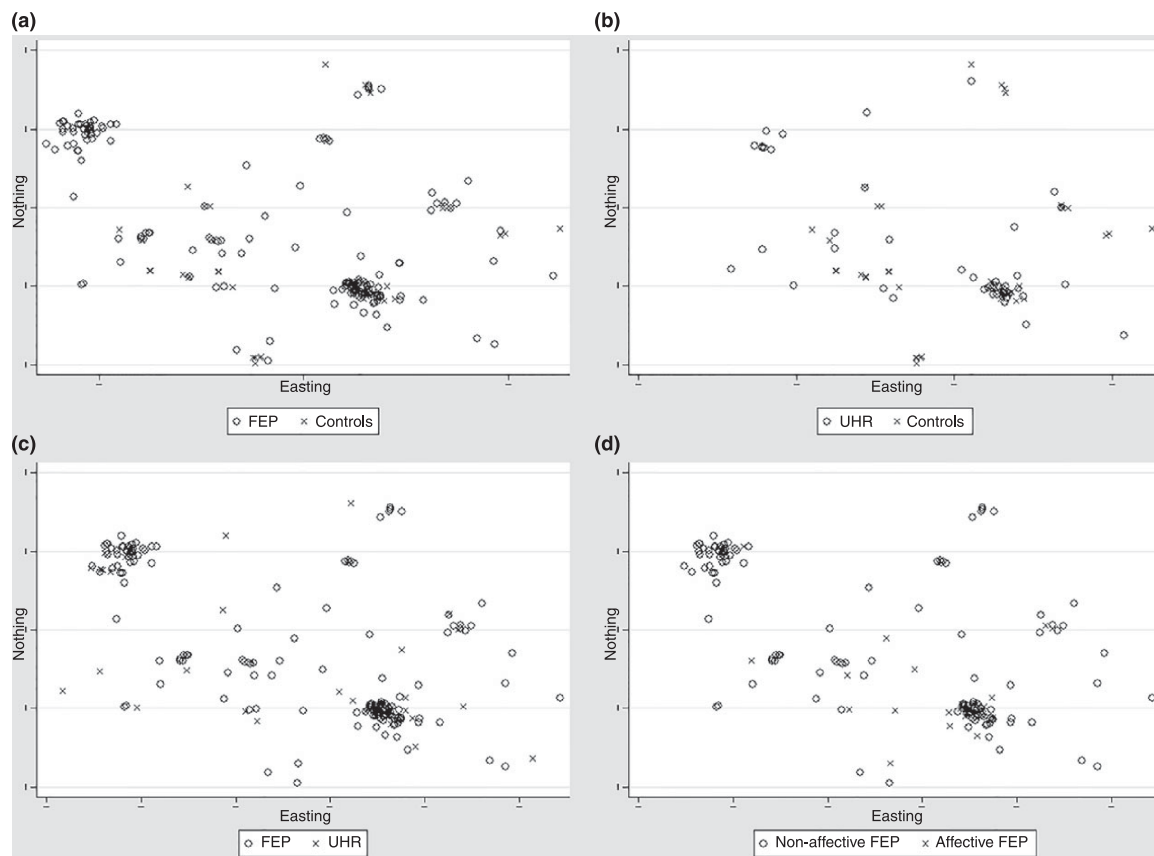 (a)
(b)
Nothing
Nothing
Easting
Easting
FEP Controls
UHR Controls
(c)
(d)
Nothing
Nothing
Easting
Easting
FEP UHR
Non-affective FEP Affective FEP